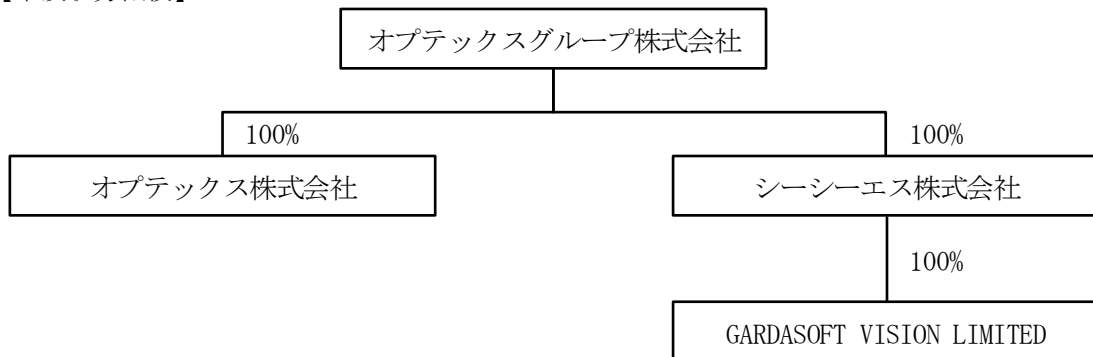 オプテックスグループ株式会社
100%
100%
オプテックス株式会社
シーシーエス株式会社
100%
GARDASOFT VISION LIMITED